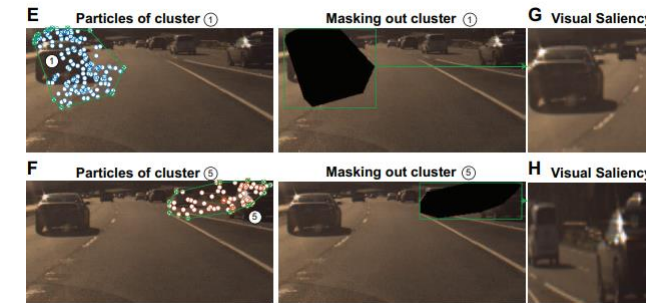 E Particles of cluster ① Masking out cluster ① G Visual Saliency
①
F Particles of cluster ⑤ Masking out cluster ⑤ H Visual Saliency
⑤